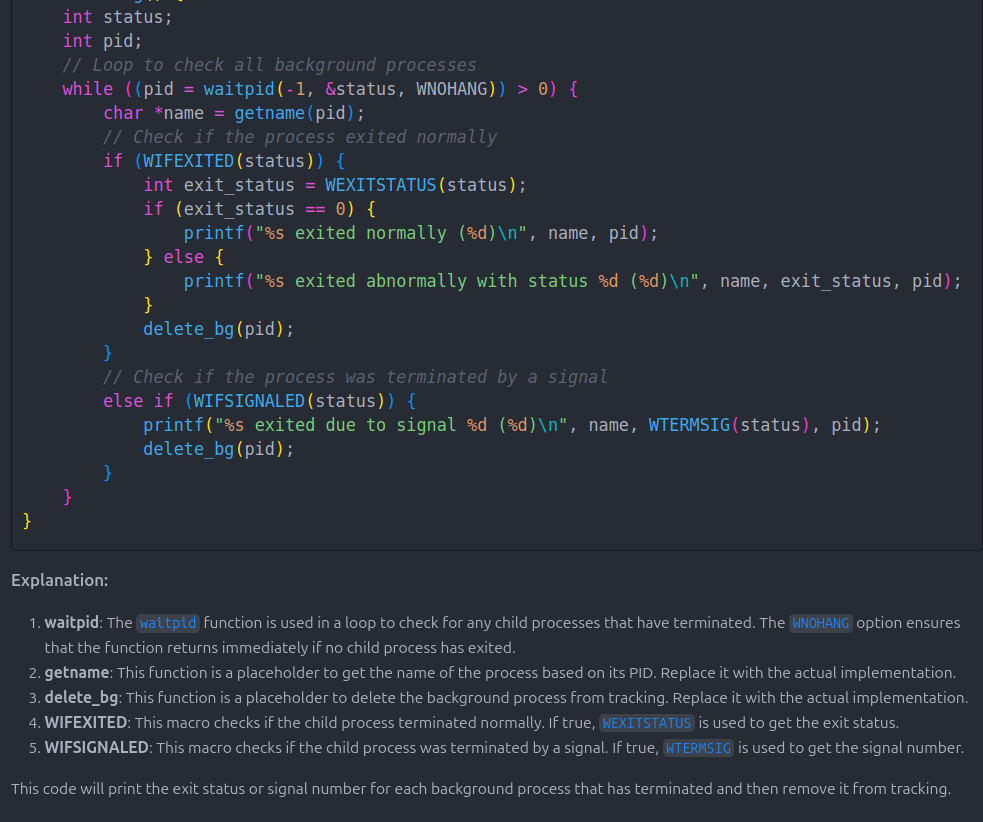 int status;
int pid;
// Loop to check all background processes
while ((pid = waitpid(-1, &status, WNOHANG)) > 0) {
char *name = getname(pid);
// Check if the process exited normally
if (WIFEXITED(status)) {
int exit_status = WEXITSTATUS(status);
if (exit_status == 0) {
printf("%s exited normally (%d)\n", name, pid);
} else {
printf("%s exited abnormally with status %d (%d)\n", name, exit_status, pid);
}
delete_bg(pid);
}
// Check if the process was terminated by a signal
else if (WIFSIGNALED(status)) {
printf("%s exited due to signal %d (%d)\n", name, WTERMSIG(status), pid);
delete_bg(pid);
}
}
}
Explanation:
1. waitpid: The waitpid function is used in a loop to check for any child processes that have terminated. The WNOHANG option ensures
that the function returns immediately if no child process has exited.
2. getname: This function is a placeholder to get the name of the process based on its PID. Replace it with the actual implementation.
3. delete_bg: This function is a placeholder to delete the background process from tracking. Replace it with the actual implementation.
4. WIFEXITED: This macro checks if the child process terminated normally. If true, WEXITSTATUS is used to get the exit status.
5. WIFSIGNALED: This macro checks if the child process was terminated by a signal. If true, WTERMSIG is used to get the signal number.
This code will print the exit status or signal number for each background process that has terminated and then remove it from tracking.